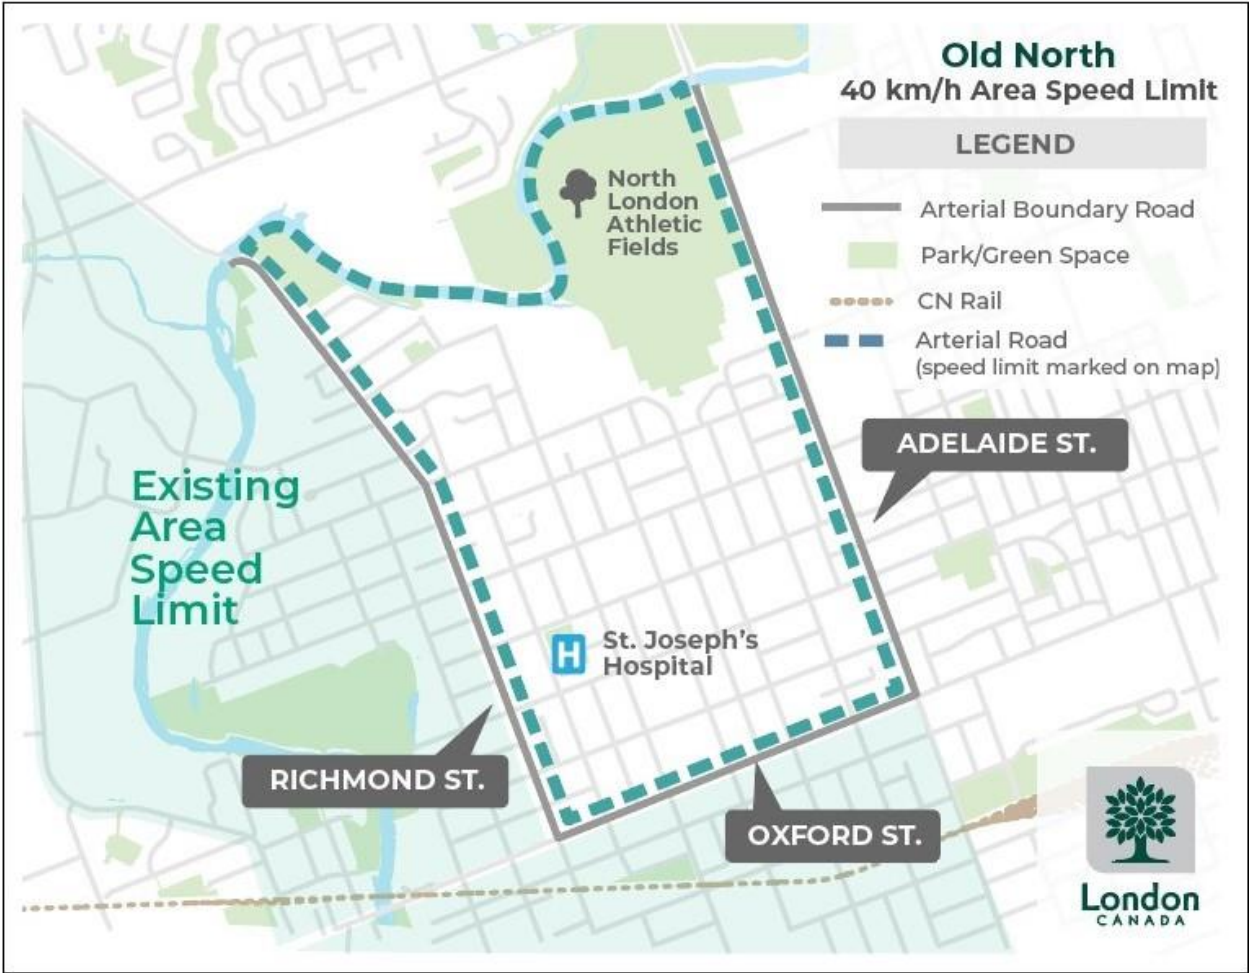 Old North
40 km/h Area Speed Limit
LEGEND
Arterial Boundary Road
Park/Green Space
CN Rail
Arterial Road
(speed limit marked on map)
North
London
Athletic
Fields
ADELAIDE ST.
Existing
Area
Speed
Limit
H
St. Joseph's
Hospital
RICHMOND ST.
OXFORD ST.
London
CANADA